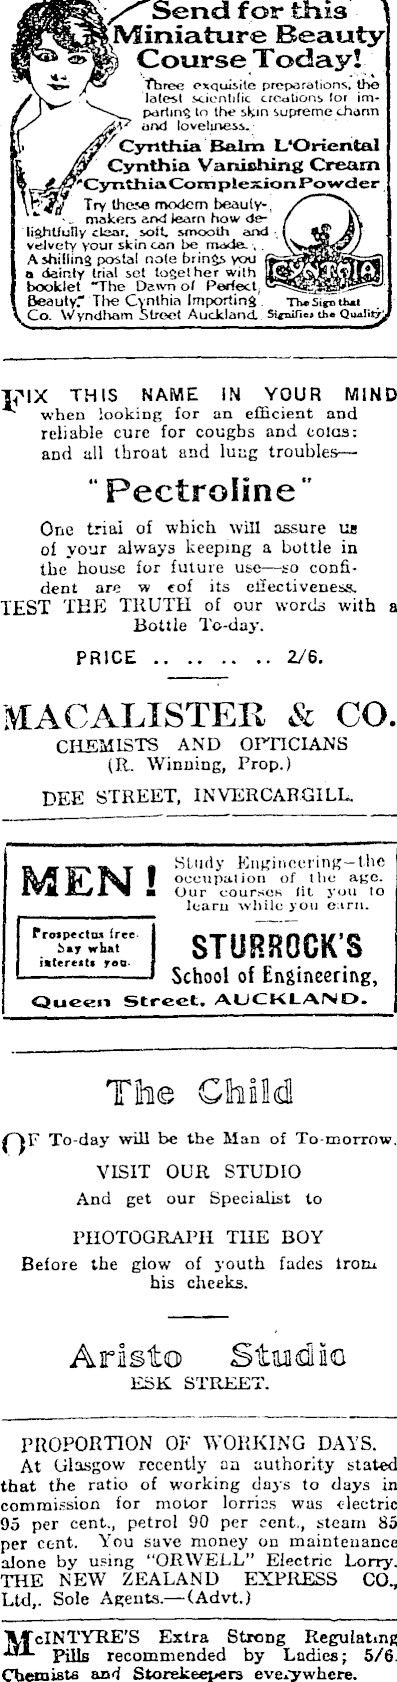 Send for this
Miniature Beauty
Course Today!
Three exquisite preparations, the
latest scientific creations for im-
parting to the skin supreme charm
and loveliness.
Cynthia Balm L'Oriental
Cynthia Vanishing Cream
Cynthia Complexion Powder
Try these modern beauty-
makers and learn how de-
lightfully clear, soft, smooth and
velvety your skin can be made.
A shilling postal note brings you
a dainty trial set together with
booklet "The Dawn of Perfect
Beauty." The Cynthia Importing
Co. Wyndham Street Auckland.
CYNTHIA
The Sign that
Signifies the Quality
FIX THIS NAME IN YOUR MIND
when looking for an efficient and
reliable cure for coughs and colds:
and all throat and lung troubles—
"Pectroline"
One trial of which will assure us
of your always keeping a bottle in
the house for future use—so confi-
dent are w eof its effectiveness.
TEST THE TRUTH of our words with a
Bottle To-day.
PRICE .. .. .. .. 2/6.
MACALISTER & CO.
CHEMISTS AND OPTICIANS
(R. Winning, Prop.)
DEE STREET, INVERCARGILL.
MEN!
Study Engineering—the
occupation of the age.
Our courses fit you to
learn while you earn.
Prospectus free.
Say what
interests you.
STURROCK'S
School of Engineering,
Queen Street, AUCKLAND.
The Child
OF To-day will be the Man of To-morrow.
VISIT OUR STUDIO
And get our Specialist to
PHOTOGRAPH THE BOY
Before the glow of youth fades from
his cheeks.
Aristo Studio
ESK STREET.
PROPORTION OF WORKING DAYS.
At Glasgow recently an authority stated
that the ratio of working days to days in
commission for motor lorries was electric
95 per cent., petrol 90 per cent., steam 85
per cent. You save money on maintenance
alone by using "ORWELL" Electric Lorry.
THE NEW ZEALAND EXPRESS CO.,
Ltd,. Sole Agents.—(Advt.)
McINTYRE'S Extra Strong Regulating
Pills recommended by Ladies; 5/6.
Chemists and Storekeepers everywhere.